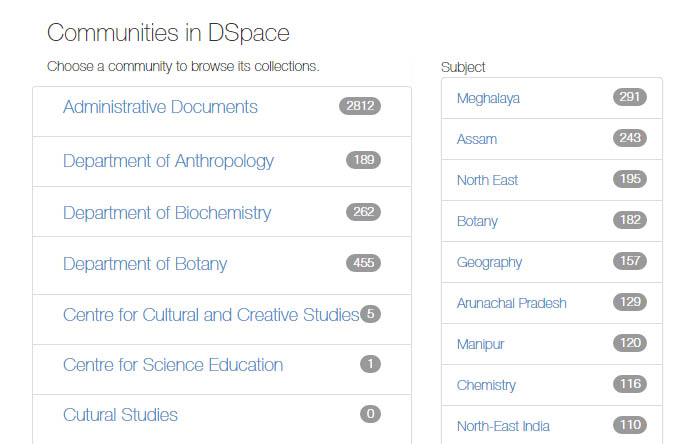 Communities in DSpace
Choose a community to browse its collections.
Administrative Documents 2812
Department of Anthropology 189
Department of Biochemistry 262
Department of Botany 455
Centre for Cultural and Creative Studies 5
Centre for Science Education 1
Cutural Studies 0
Subject
Meghalaya 291
Assam 243
North East 195
Botany 182
Geography 157
Arunachal Pradesh 129
Manipur 120
Chemistry 116
North-East India 110